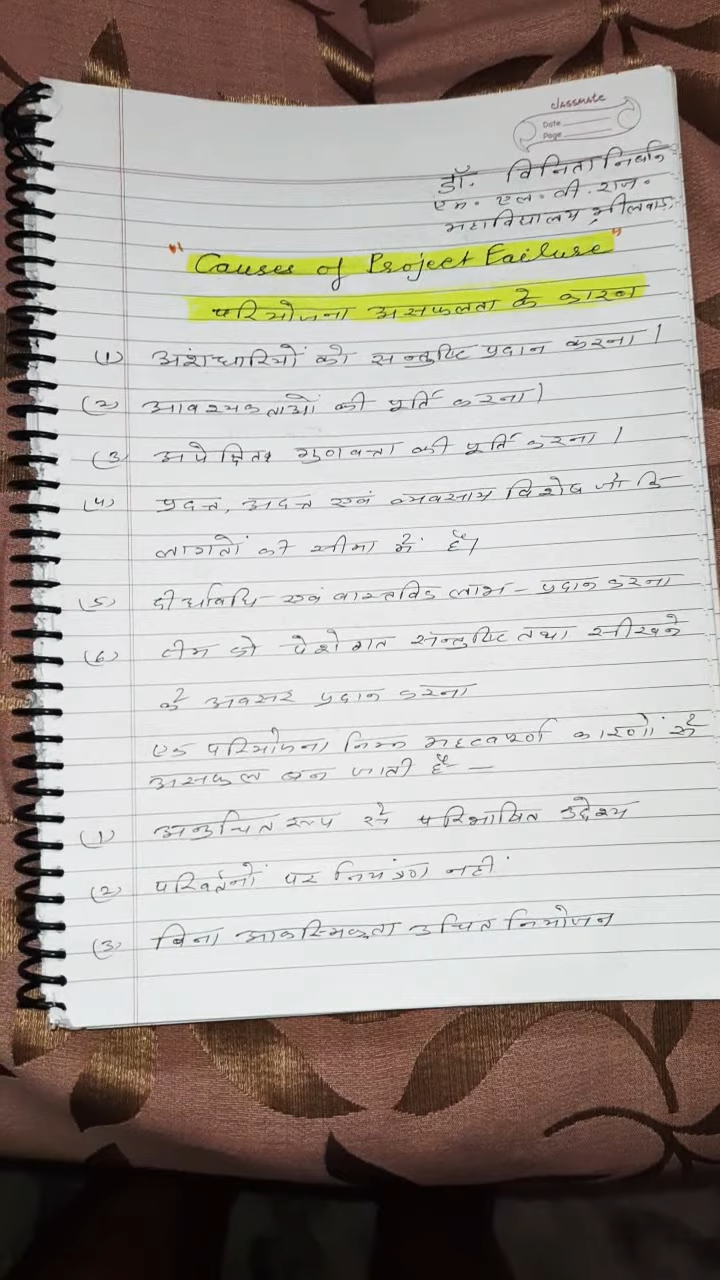 classmate
Date
Page
डॉ. विनिता निर्वान
एम. एल. वी. राज.
महाविद्यालय, भीलवाड़ा
"Causes of Project Failure"
परियोजना असफलता के कारण
(1) अंशधारियों को सन्तुष्टि प्रदान करना।
(2) आवश्यकताओं की पूर्ति करना।
(3) अपेक्षित गुणवत्ता की पूर्ति करना।
(4) प्रदत्त, अदत्त एवं व्यवसाय विशेष जो कि
लागतों की सीमा में है।
(5) दीर्घावधि एवं वास्तविक लाभ - प्रदान करना
(6) टीम को पेशेगत सन्तुष्टि तथा सीखने
के अवसर प्रदान करना
एक परियोजना निम्न महत्वपूर्ण कारणों से
असफल बन जाती है -
(1) अनुचित रूप से परिभाषित उद्देश्य
(2) परिवर्तनों पर नियंत्रण नहीं
(3) बिना आकस्मिकता उचित नियोजन